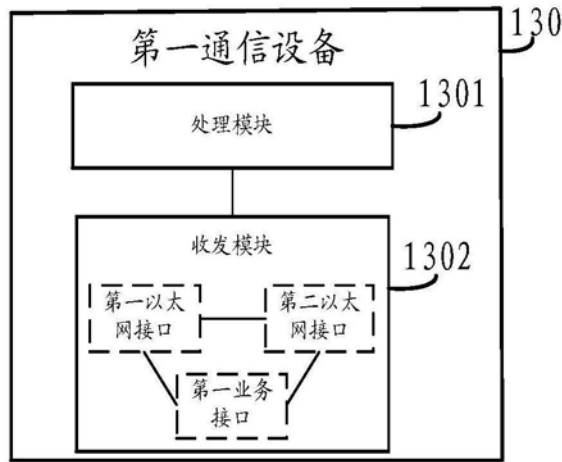 130
第一通信设备
1301
处理模块
收发模块
1302
第一以太
网接口
第二以太
网接口
第一业务
接口